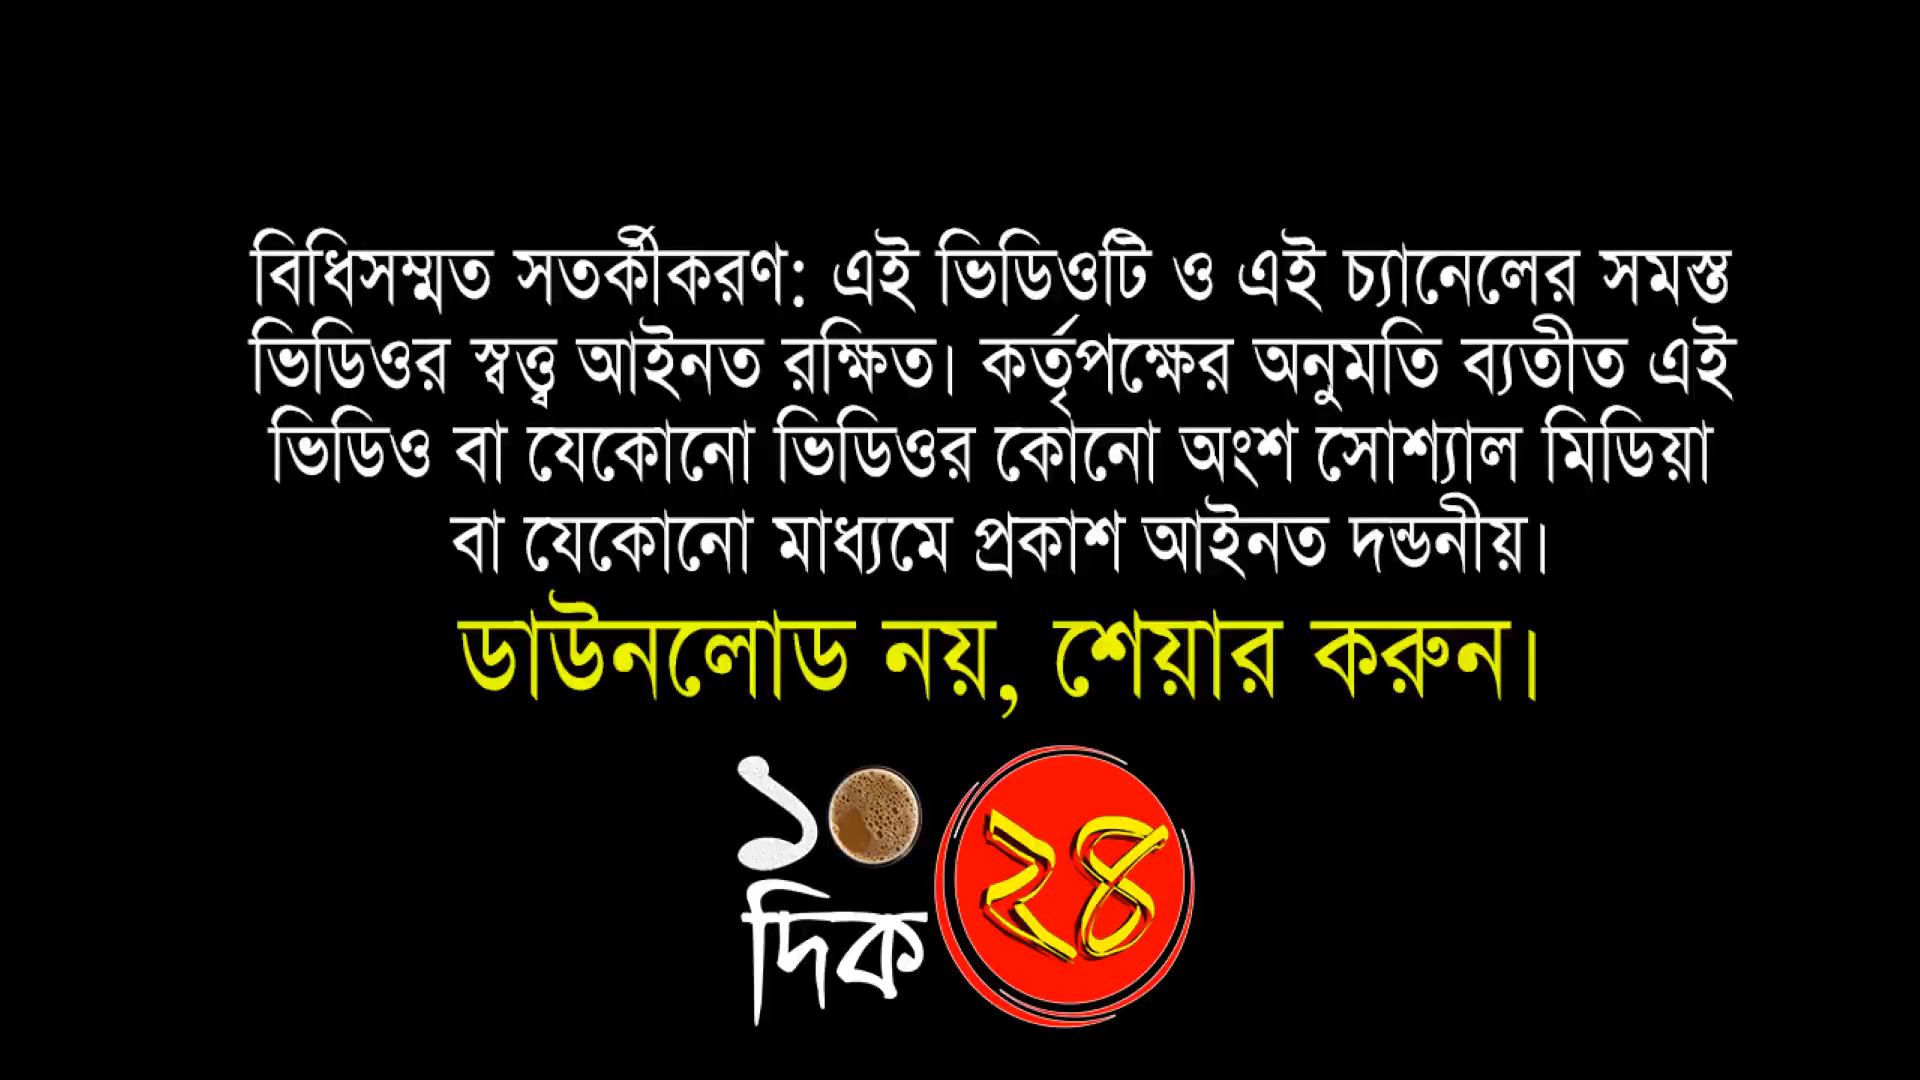 বিধিসম্মত সতর্কীকরণ: এই ভিডিওটি ও এই চ্যানেলের সমস্ত
ভিডিওর স্বত্ত্ব আইনত রক্ষিত। কর্তৃপক্ষের অনুমতি ব্যতীত এই
ভিডিও বা যেকোনো ভিডিওর কোনো অংশ সোশ্যাল মিডিয়া
বা যেকোনো মাধ্যমে প্রকাশ আইনত দন্ডনীয়।
ডাউনলোড নয়, শেয়ার করুন।
১০
দিক
২৪